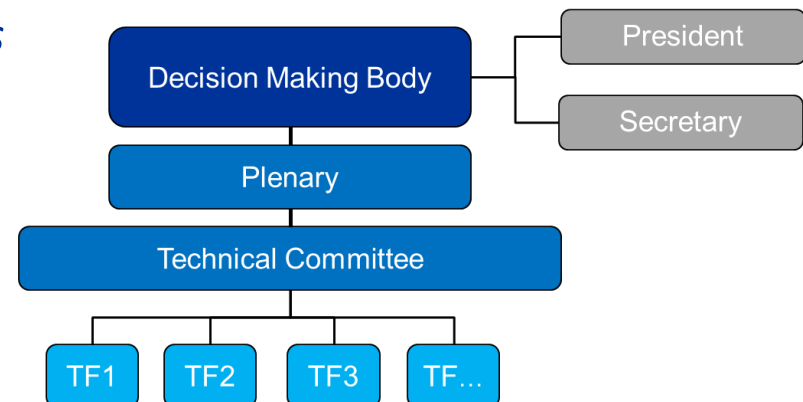 President
Decision Making Body
Secretary
Plenary
Technical Committee
TF1 TF2 TF3 TF...